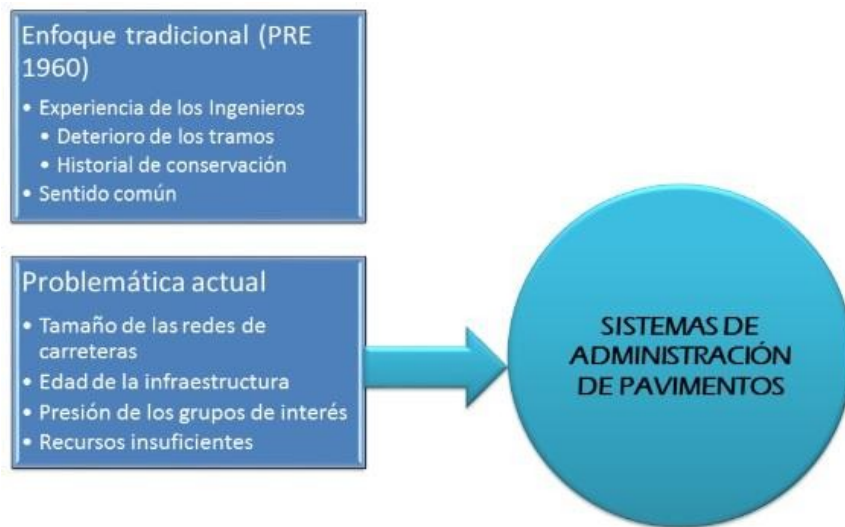 Enfoque tradicional (PRE
1960)
• Experiencia de los Ingenieros
• Deterioro de los tramos
• Historial de conservación
• Sentido común
Problemática actual
• Tamaño de las redes de
carreteras
• Edad de la infraestructura
• Presión de los grupos de interés
• Recursos insuficientes
SISTEMAS DE
ADMINISTRACIÓN
DE PAVIMENTOS